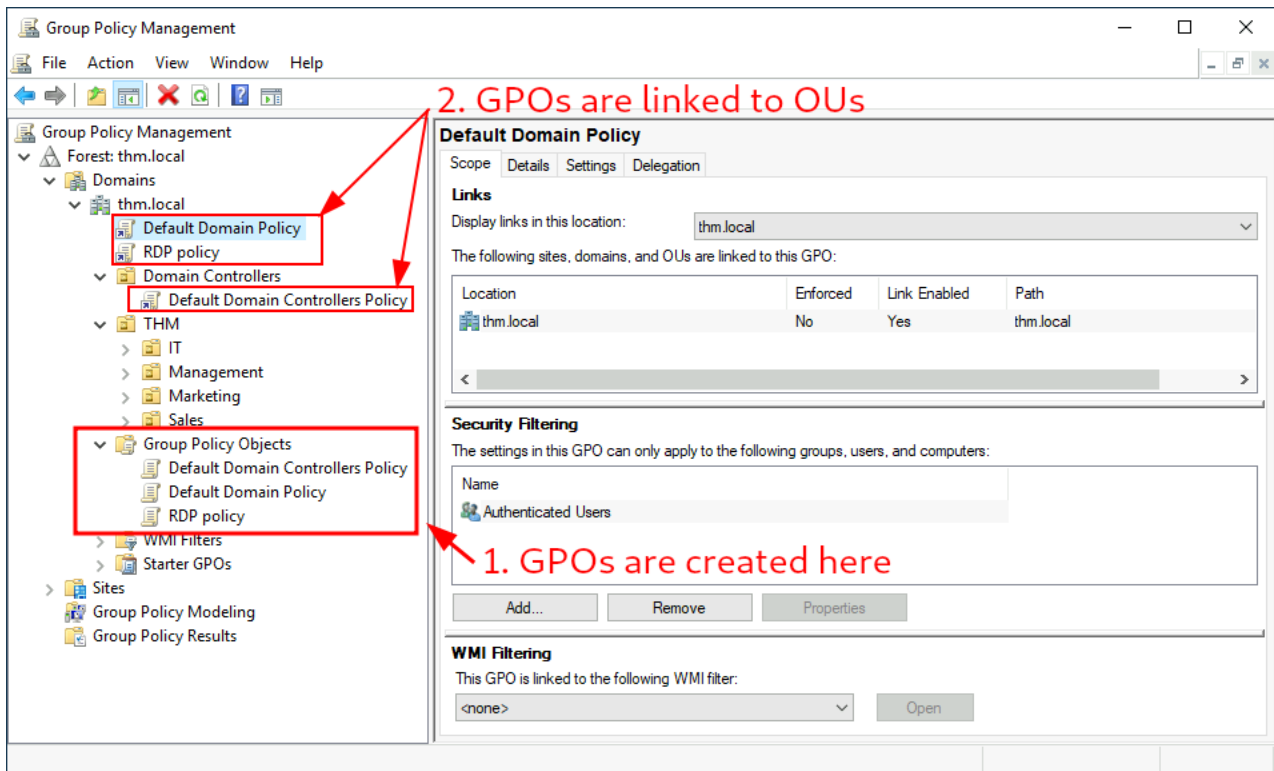 Group Policy Management
File Action View Window Help
2. GPOs are linked to OUs
Group Policy Management
Forest: thm.local
Domains
thm.local
Default Domain Policy
RDP policy
Domain Controllers
Default Domain Controllers Policy
THM
IT
Management
Marketing
Sales
Group Policy Objects
Default Domain Controllers Policy
Default Domain Policy
RDP policy
WMI Filters
Starter GPOs
Sites
Group Policy Modeling
Group Policy Results
Default Domain Policy
Scope Details Settings Delegation
Links
Display links in this location: thm.local
The following sites, domains, and OUs are linked to this GPO:
Location Enforced Link Enabled Path
thm.local No Yes thm.local
Security Filtering
The settings in this GPO can only apply to the following groups, users, and computers:
Name
Authenticated Users
1. GPOs are created here
Add... Remove Properties
WMI Filtering
This GPO is linked to the following WMI filter:
<none> Open